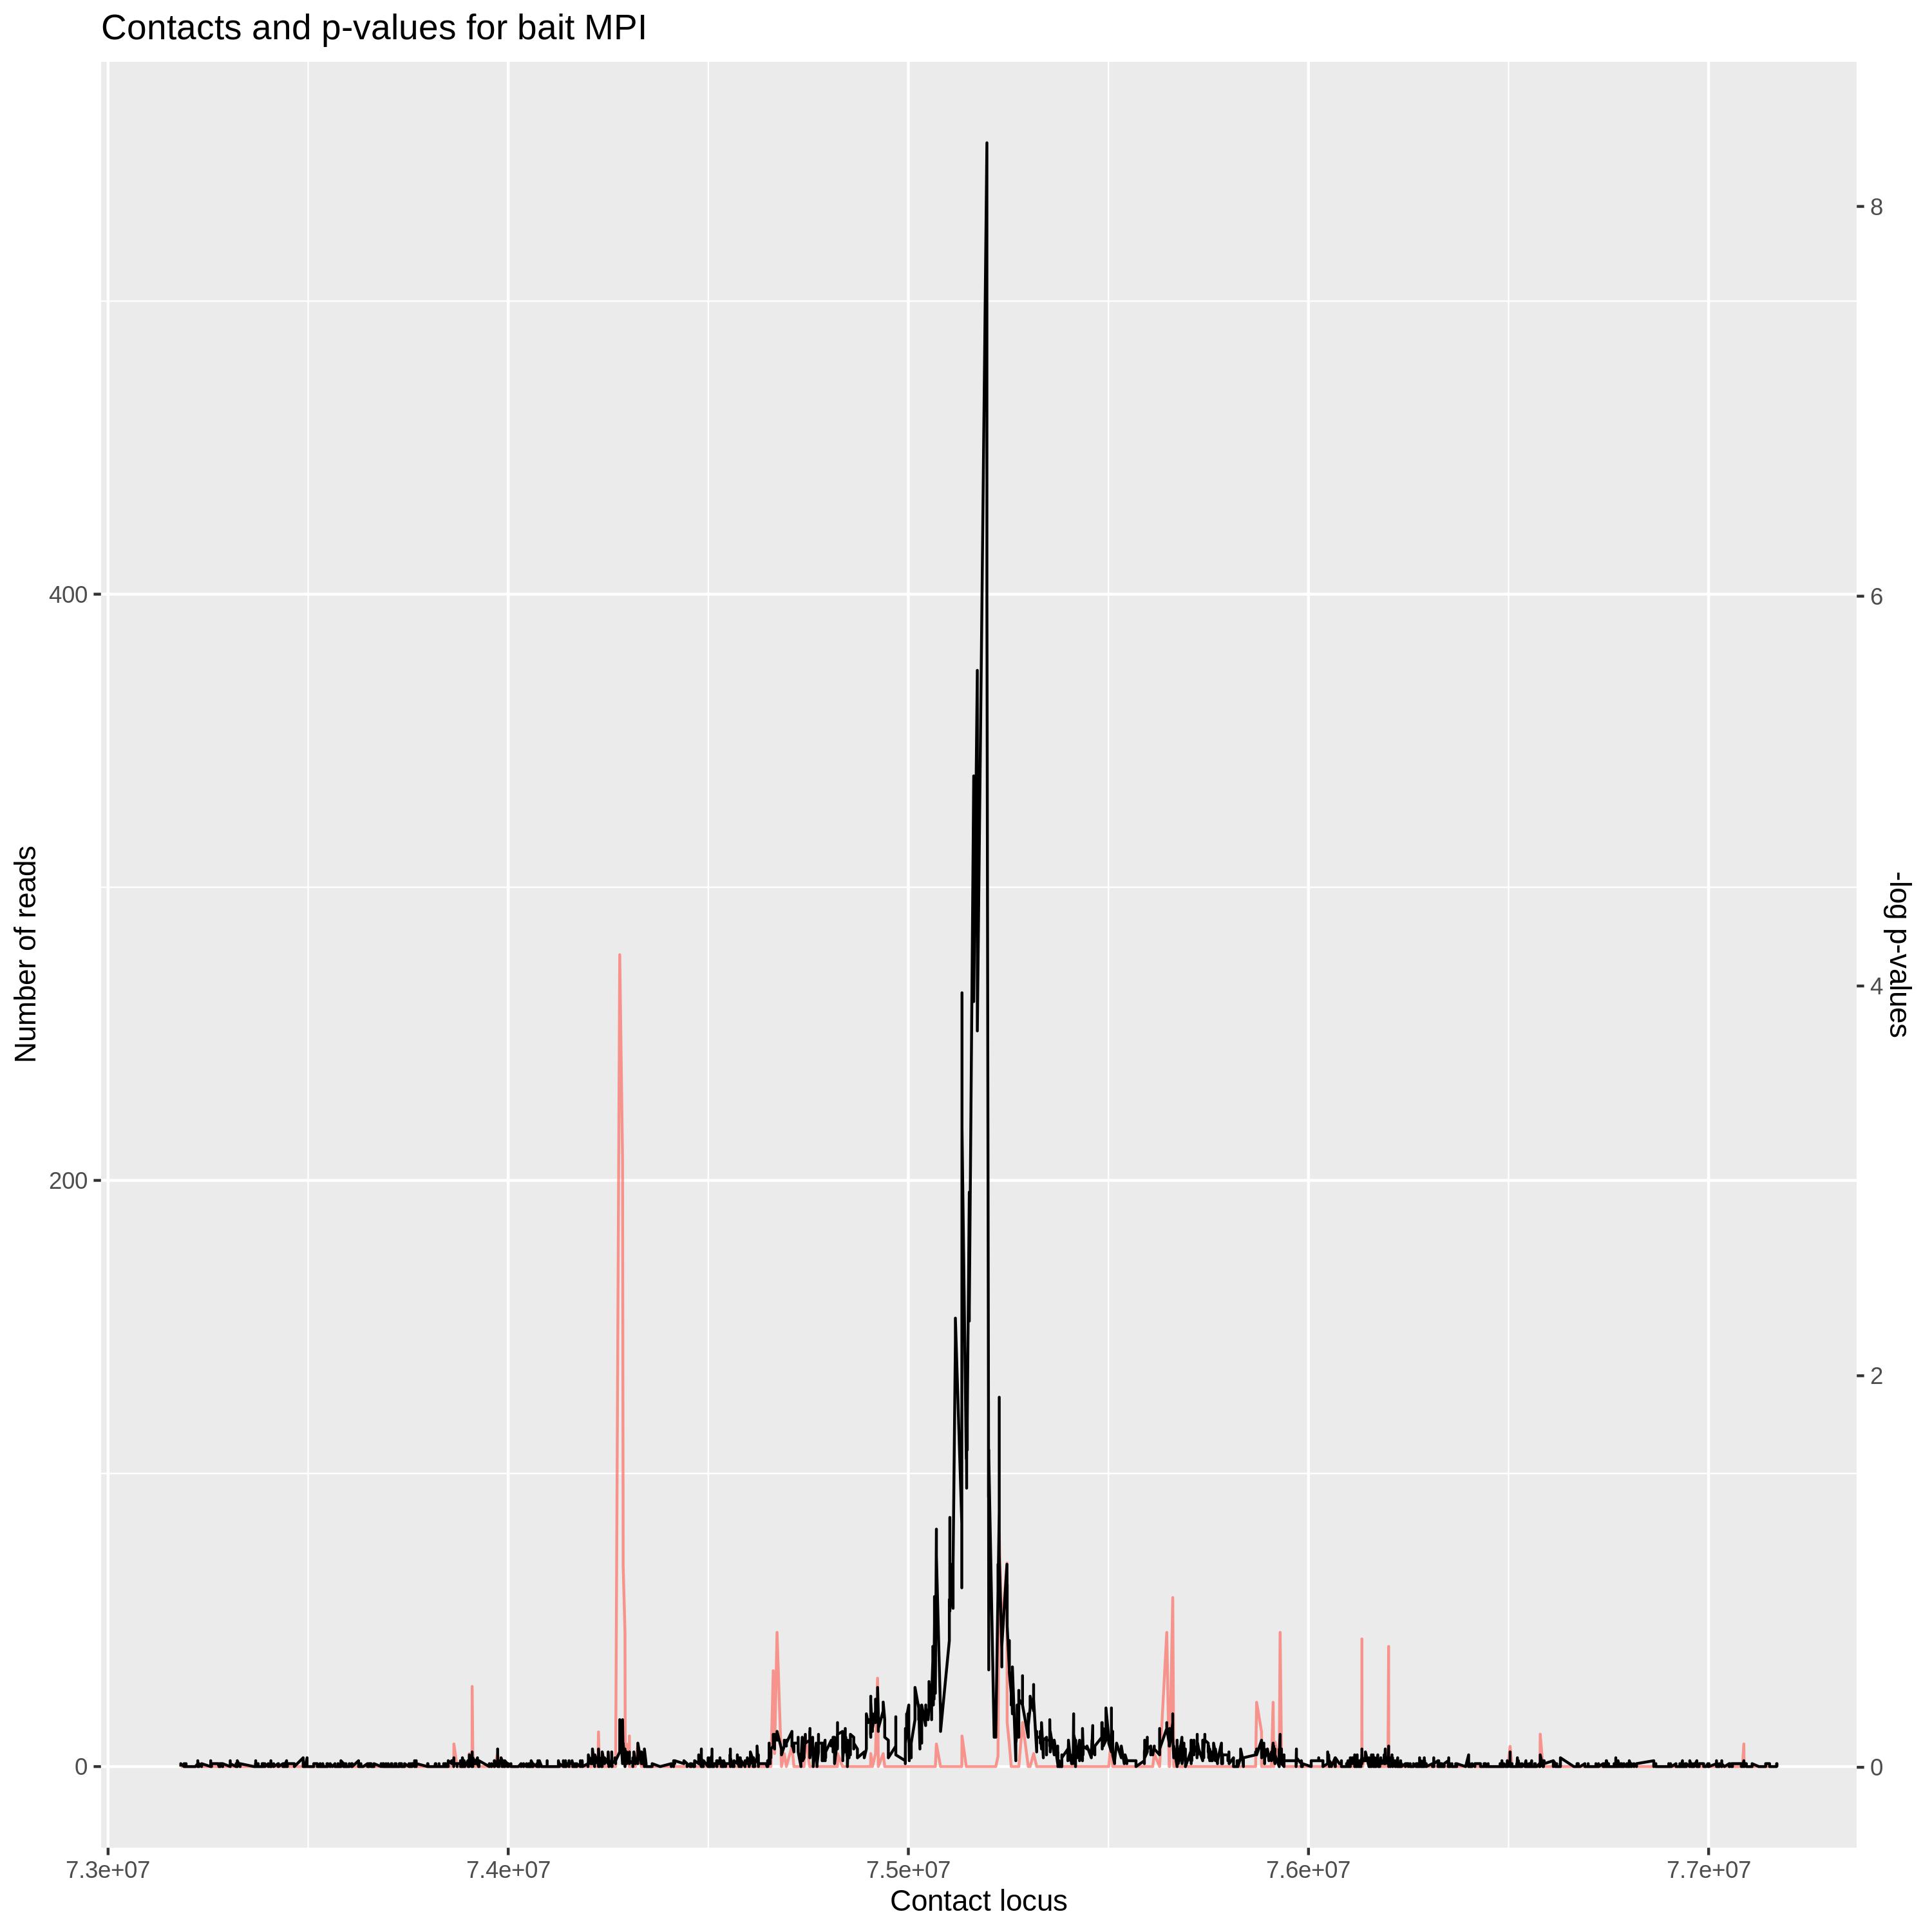 Contacts and p-values for bait MPI
Number of reads
400
200
0
8
6
4
2
0
-log p-values
7.3e+07
7.4e+07
7.5e+07
7.6e+07
7.7e+07
Contact locus